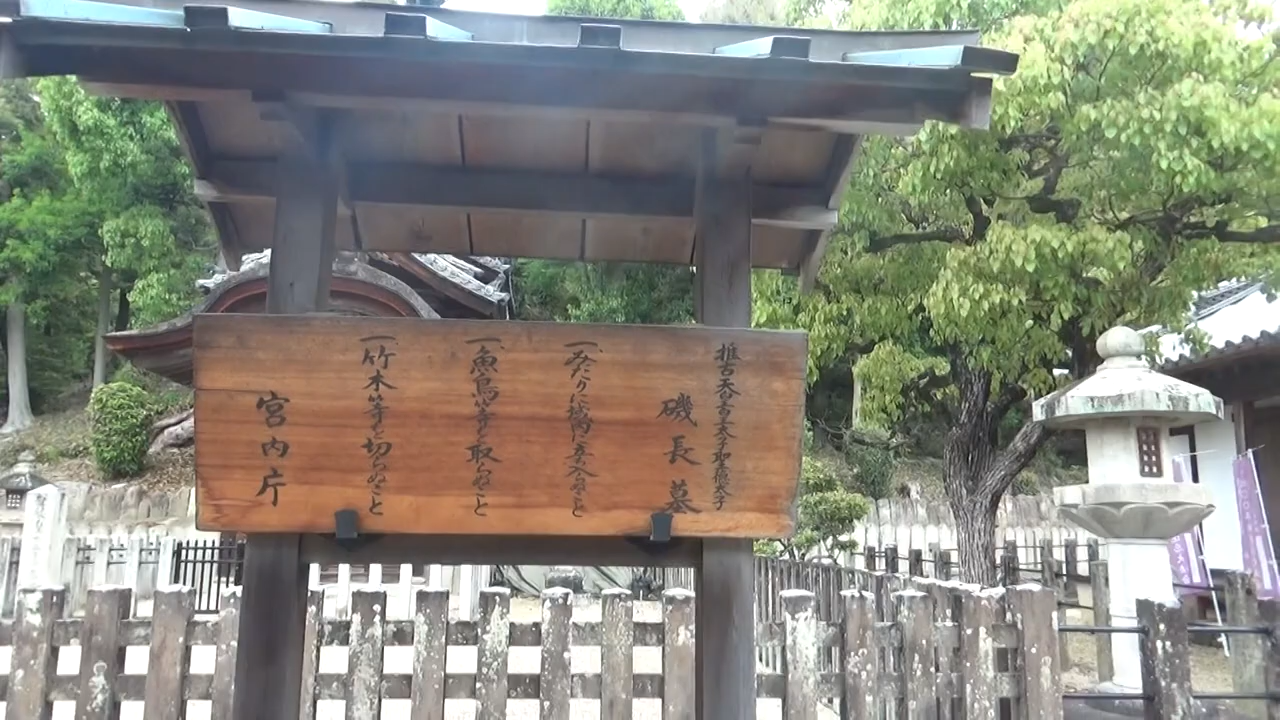 推古天皇皇太子聖徳太子
磯長墓
一みだりに域内に立入らぬこと
一魚鳥等を取らぬこと
一竹木等を切らぬこと
宮内庁